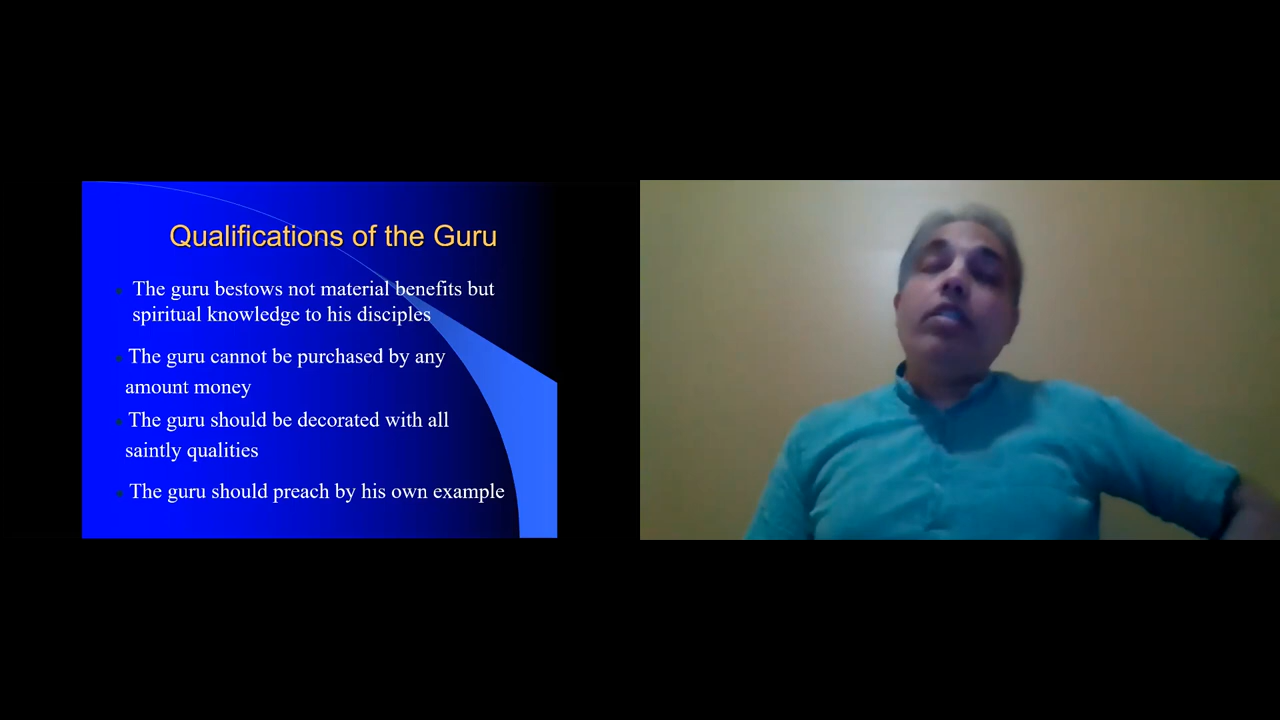 Qualifications of the Guru
The guru bestows not material benefits but
spiritual knowledge to his disciples
The guru cannot be purchased by any
amount money
The guru should be decorated with all
saintly qualities
The guru should preach by his own example